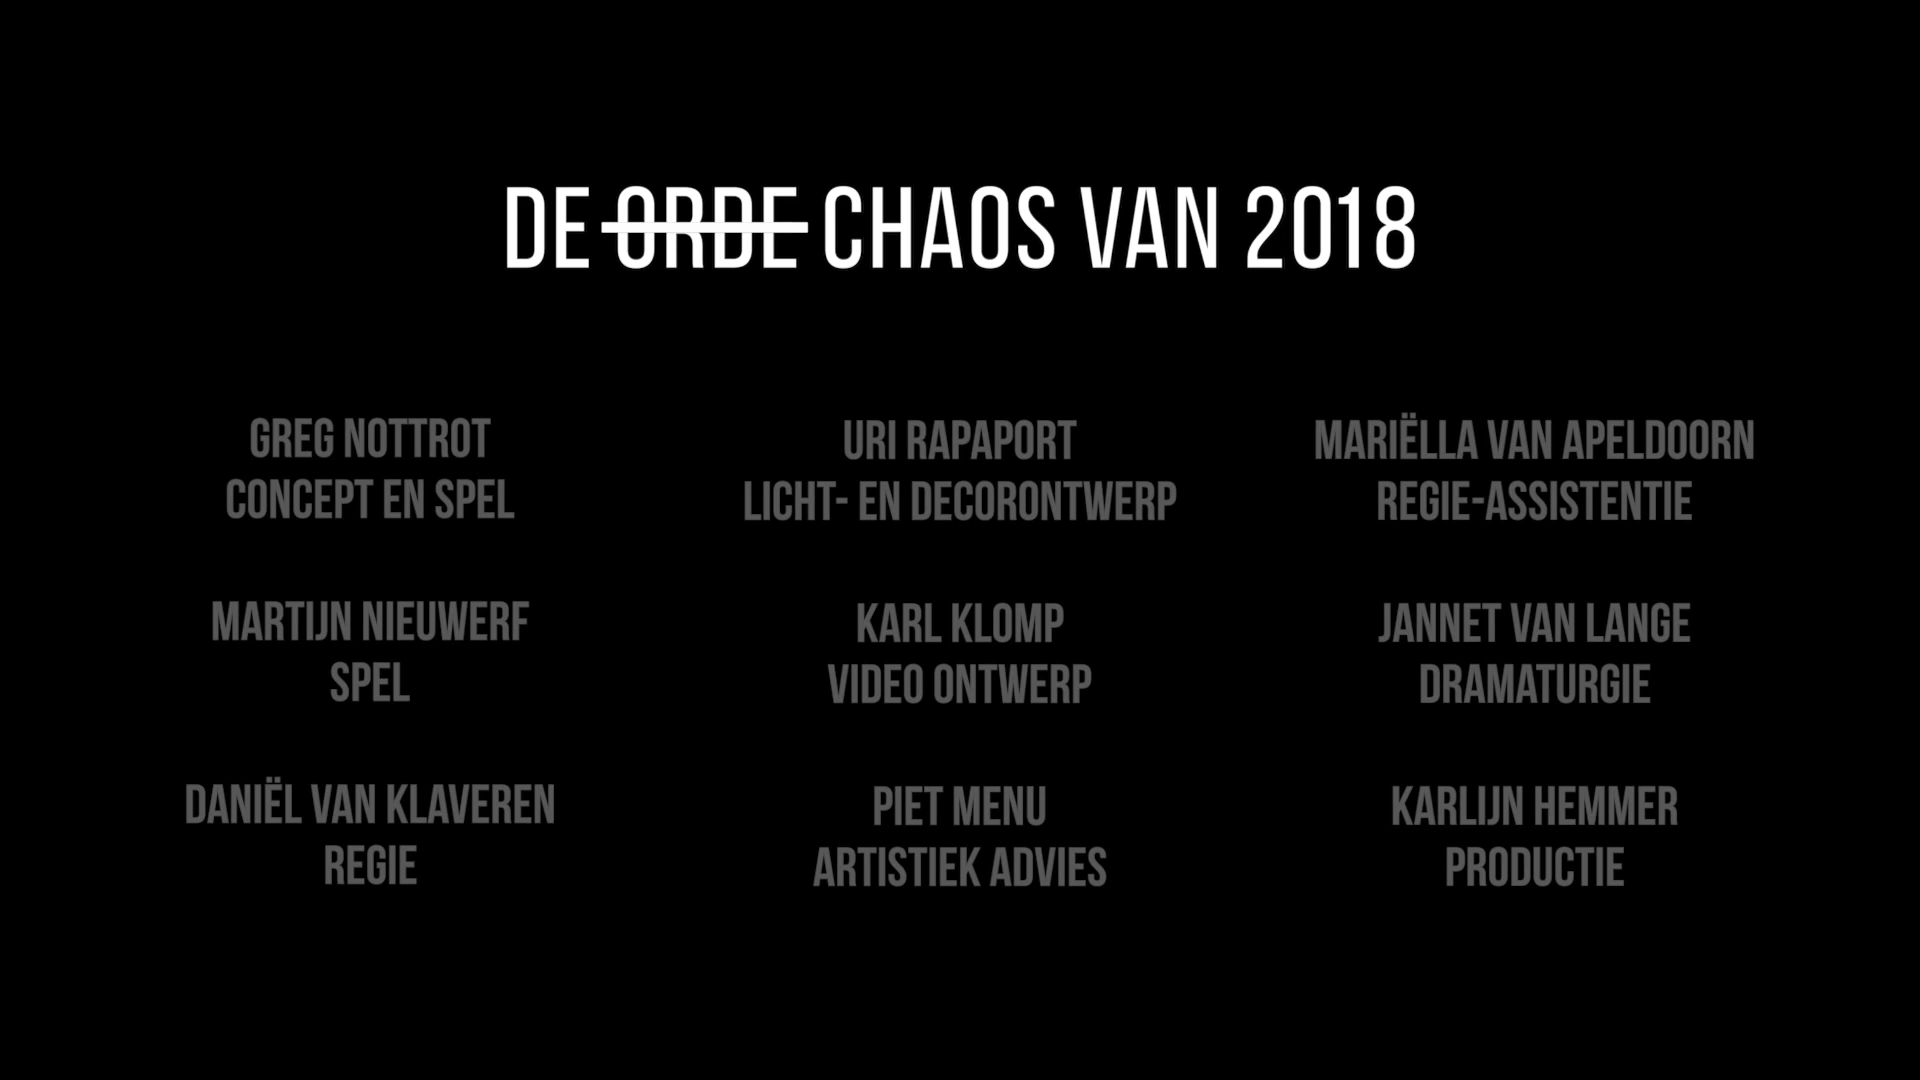 DE ORDE CHAOS VAN 2018
GREG NOTTROT
CONCEPT EN SPEL
MARTIJN NIEUWERF
SPEL
DANIËL VAN KLAVEREN
REGIE
URI RAPAPORT
LICHT- EN DECORONTWERP
KARL KLOMP
VIDEO ONTWERP
PIET MENU
ARTISTIEK ADVIES
MARIËLLA VAN APELDOORN
REGIE-ASSISTENTIE
JANNET VAN LANGE
DRAMATURGIE
KARLIJN HEMMER
PRODUCTIE